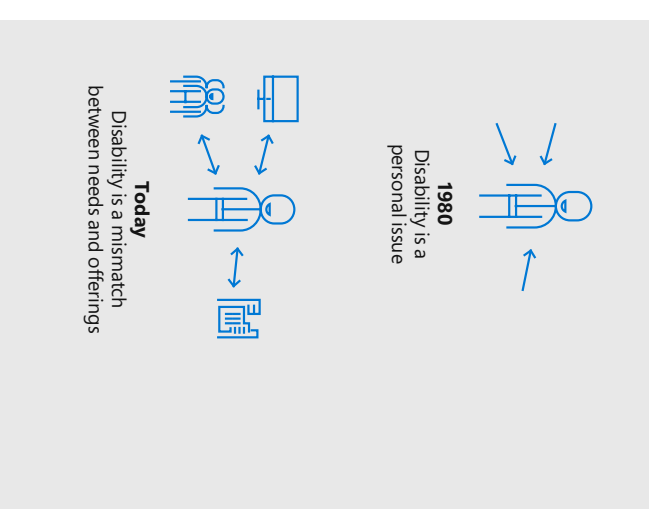 1980
Disability is a
personal issue
Today
Disability is a mismatch
between needs and offerings